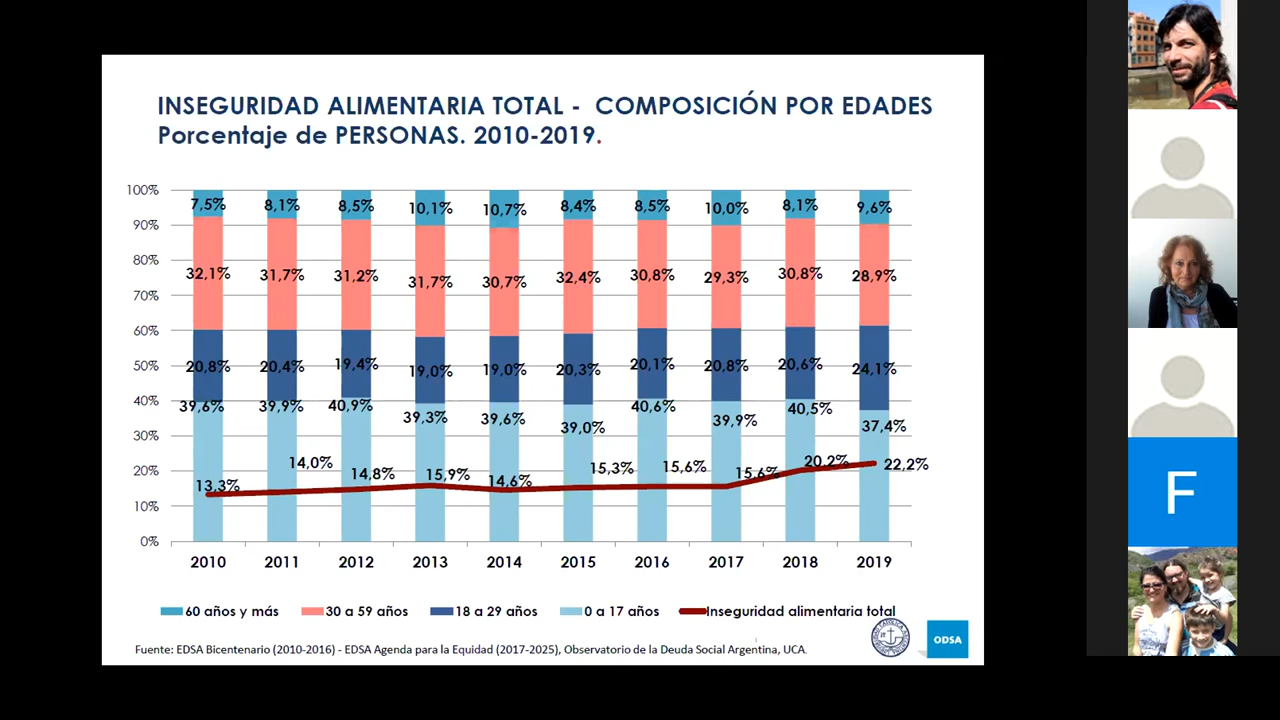 INSEGURIDAD ALIMENTARIA TOTAL - COMPOSICIÓN POR EDADES
Porcentaje de PERSONAS. 2010-2019.
100%
90%
80%
70%
60%
50%
40%
30%
20%
10%
0%
7,5% 8,1% 8,5% 10,1% 10,7% 8,4% 8,5% 10,0% 8,1% 9,6%
32,1% 31,7% 31,2% 31,7% 30,7% 32,4% 30,8% 29,3% 30,8% 28,9%
20,8% 20,4% 19,4% 19,0% 19,0% 20,3% 20,1% 20,8% 20,6% 24,1%
39,6% 39,9% 40,9% 39,3% 39,6% 39,0% 40,6% 39,9% 40,5% 37,4%
13,3% 14,0% 14,8% 15,9% 14,6% 15,3% 15,6% 15,6% 20,2% 22,2%
2010 2011 2012 2013 2014 2015 2016 2017 2018 2019
60 años y más 30 a 59 años 18 a 29 años 0 a 17 años Inseguridad alimentaria total
ODSA
Fuente: EDSA Bicentenario (2010-2016) - EDSA Agenda para la Equidad (2017-2025), Observatorio de la Deuda Social Argentina, UCA.
F